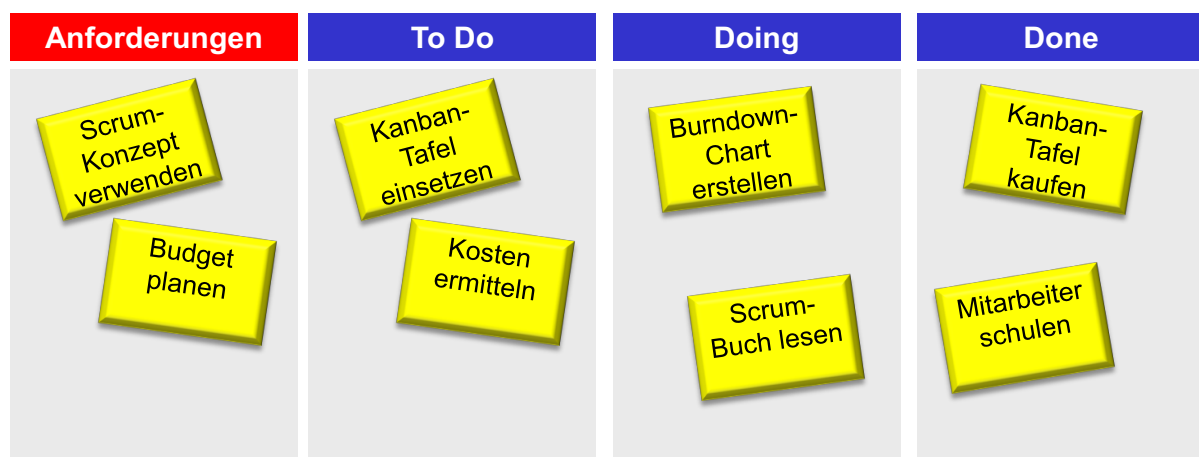 Anforderungen
To Do
Doing
Done
Scrum-
Konzept
verwenden
Budget
planen
Kanban-
Tafel
einsetzen
Kosten
ermitteln
Burndown-
Chart
erstellen
Scrum-
Buch lesen
Kanban-
Tafel
kaufen
Mitarbeiter
schulen